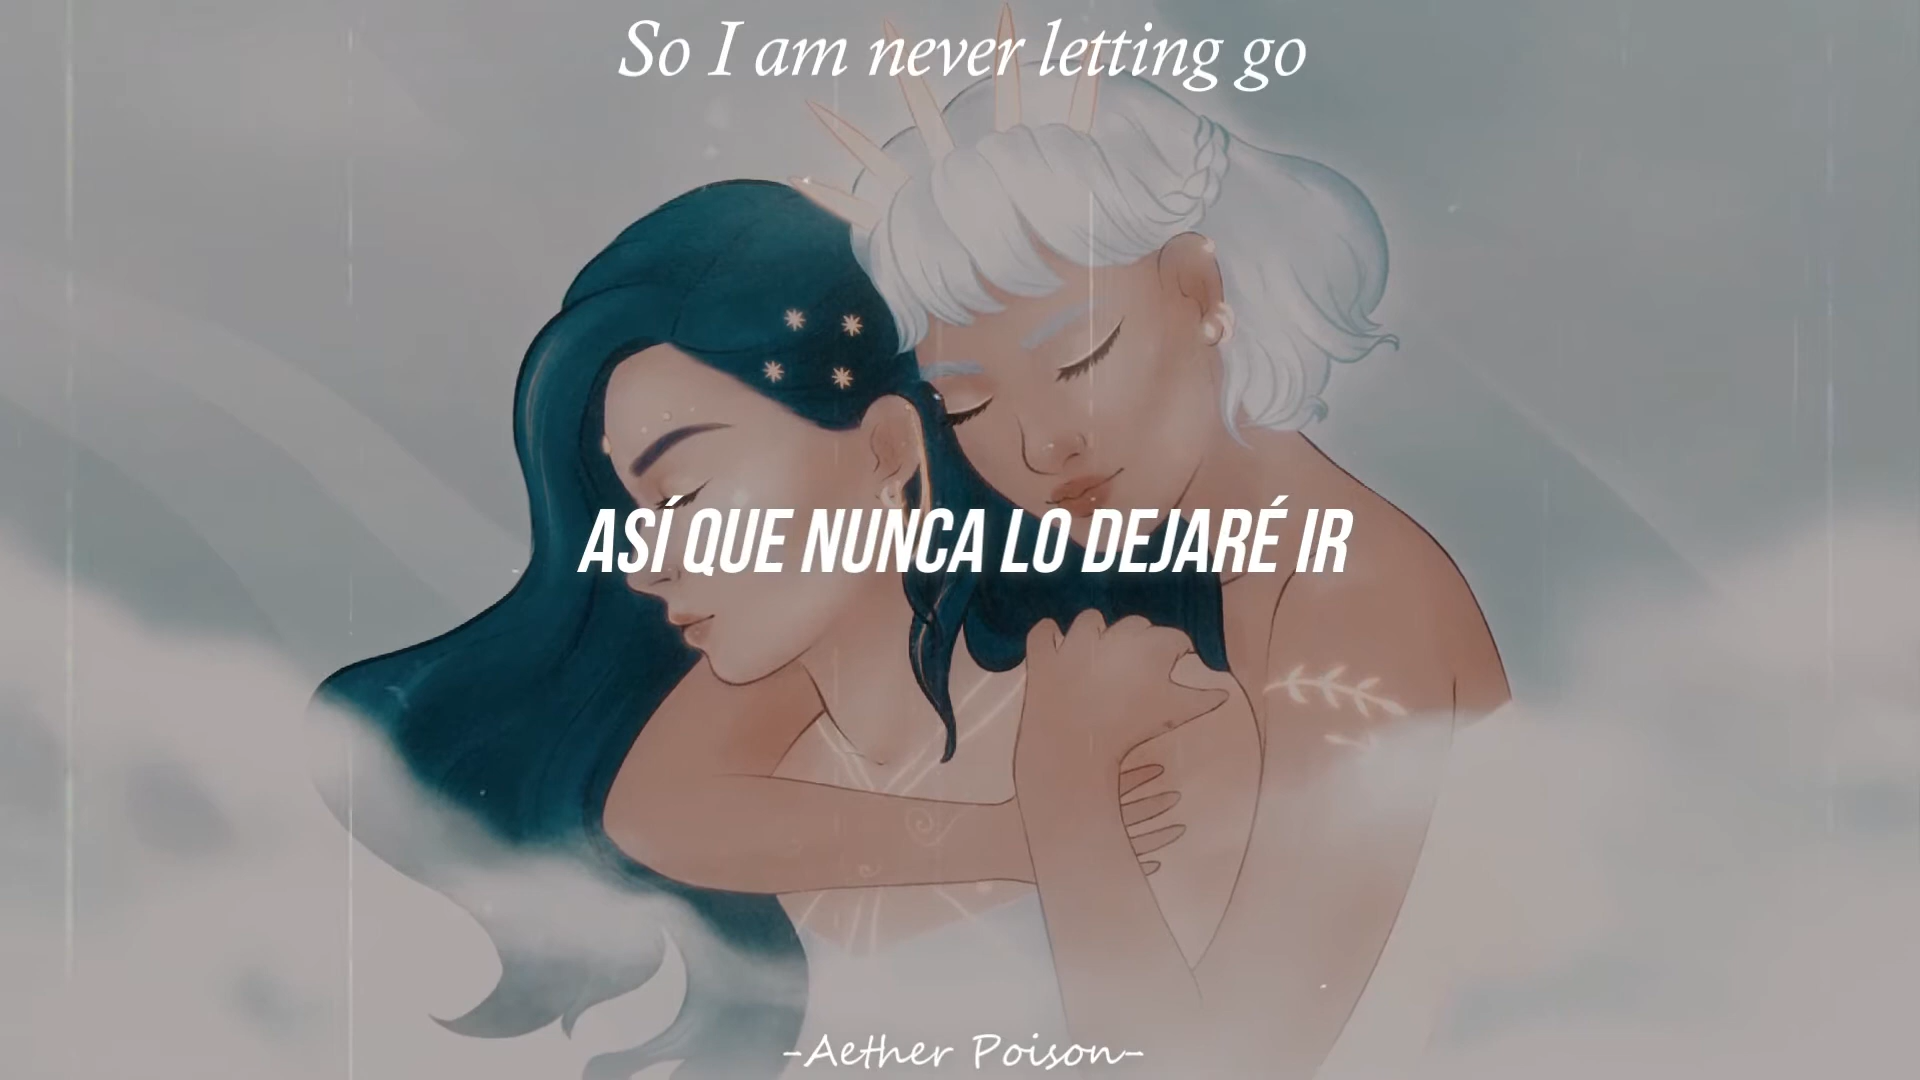 So I am never letting go
ASÍ QUE NUNCA LO DEJARÉ IR
-Aether Poison-